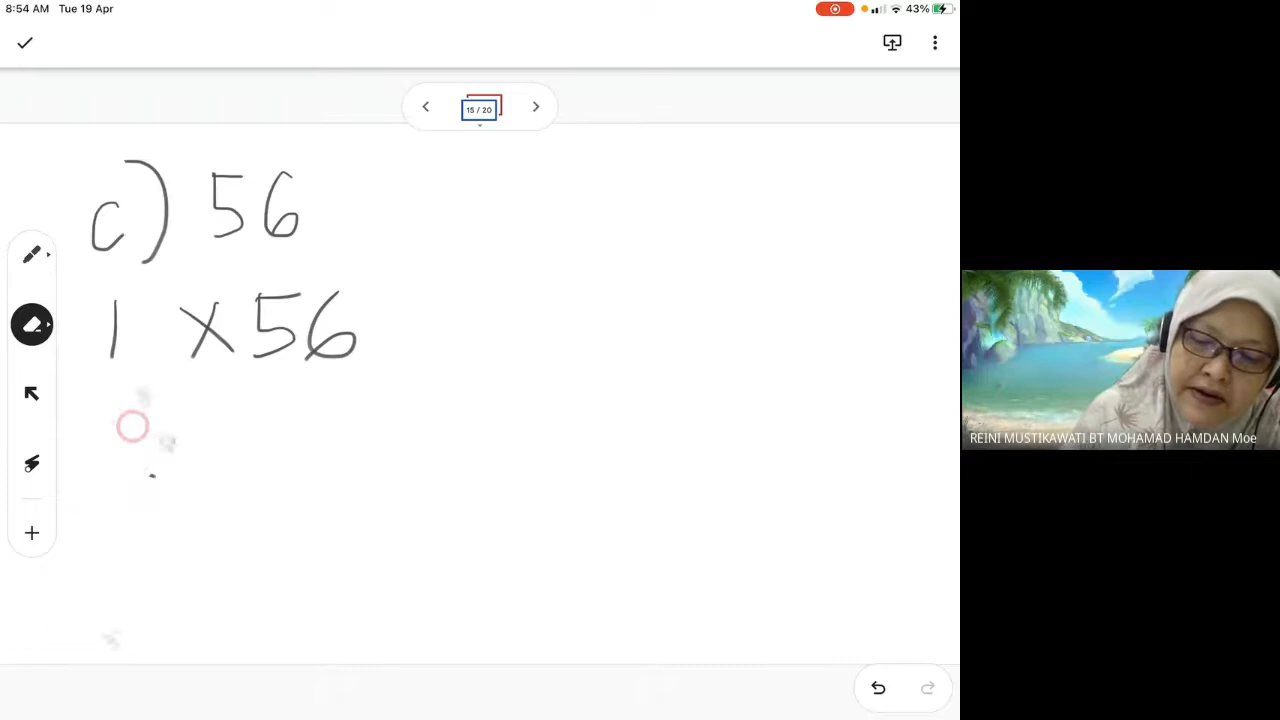 8:54 AM Tue 19 Apr
43%
15 / 20
c) 56
1 × 56
REINI MUSTIKAWATI BT MOHAMAD HAMDAN Moe